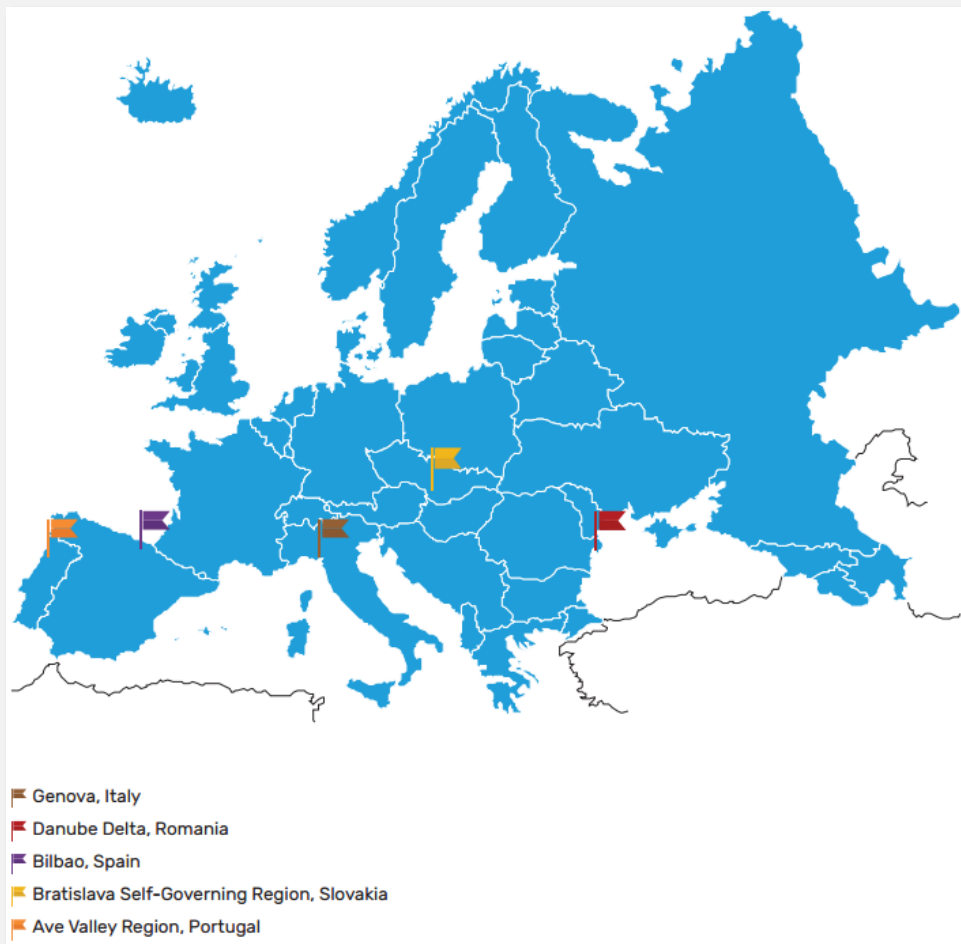 Genova, Italy
Danube Delta, Romania
Bilbao, Spain
Bratislava Self-Governing Region, Slovakia
Ave Valley Region, Portugal